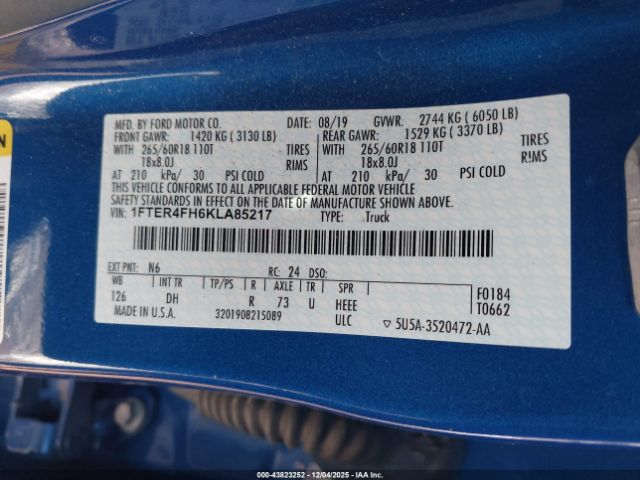 MFD. BY FORD MOTOR CO. DATE: 08/19 GVWR: 2744 KG ( 6050 LB)
FRONT GAWR: 1420 KG ( 3130 LB) REAR GAWR: 1529 KG ( 3370 LB)
WITH 265/60R18 110T TIRES WITH 265/60R18 110T TIRES
18x8.0J RIMS 18x8.0J RIMS
AT 210 kPa/ 30 PSI COLD AT 210 kPa/ 30 PSI COLD
THIS VEHICLE CONFORMS TO ALL APPLICABLE FEDERAL MOTOR VEHICLE
SAFETY STANDARDS IN EFFECT ON THE DATE OF MANUFACTURE SHOWN ABOVE.
VIN: 1FTER4FH6KLA85217 TYPE: Truck
EXT PNT: N6 RC: 24 DSO:
WB INT TR TP/PS R AXLE TR SPR F0184
126 DH R 73 U HEEE T0662
MADE IN U.S.A. 3201908215089 ULC 5U5A-3520472-AA
000-43823252 - 12/04/2025 - IAAI, Inc.